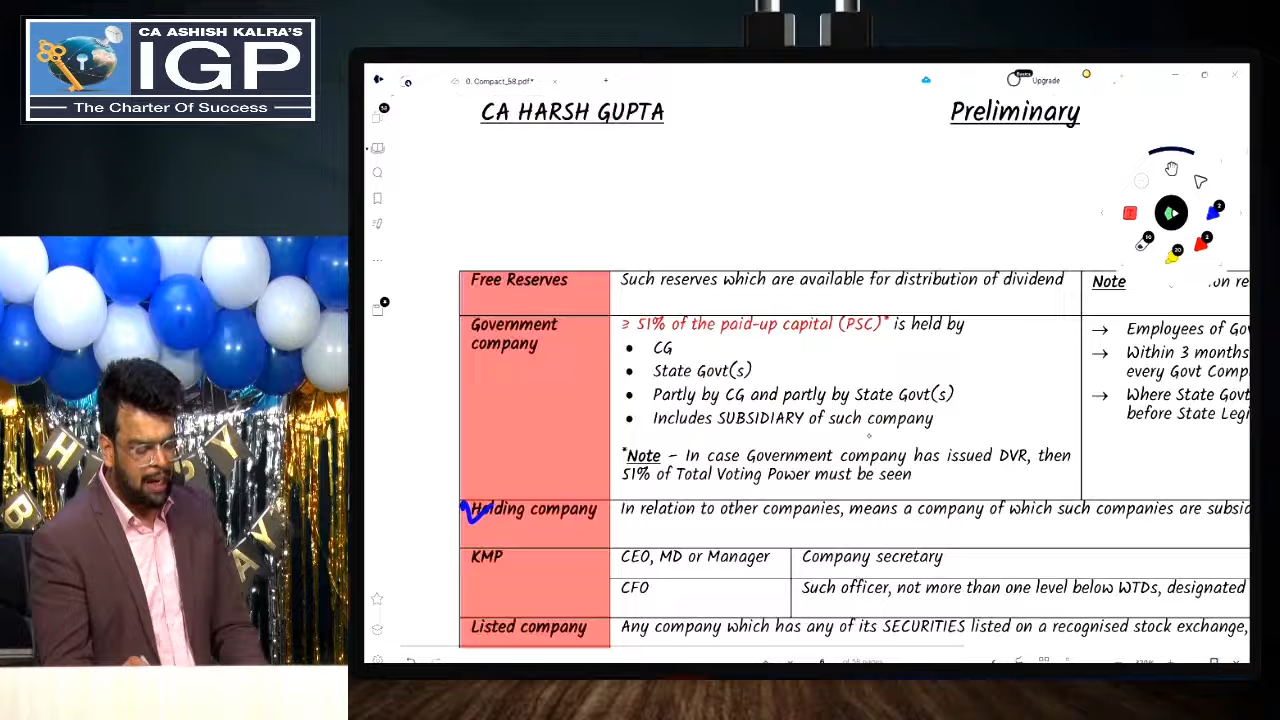 CA ASHISH KALRA'S
IGP
The Charter Of Success
0. Compact_58.pdf*
Upgrade
CA HARSH GUPTA
Preliminary
Free Reserves
Such reserves which are available for distribution of dividend
Note
on re
Government company
≥ 51% of the paid-up capital (PSC)* is held by
• CG
• State Govt(s)
• Partly by CG and partly by State Govt(s)
• Includes SUBSIDIARY of such company
*Note – In case Government company has issued DVR, then
51% of Total Voting Power must be seen
→ Employees of Gov
→ Within 3 months
every Govt Comp
→ Where State Govt
before State Legi
Holding company
In relation to other companies, means a company of which such companies are subsid
KMP
CEO, MD or Manager
Company secretary
CFO
Such officer, not more than one level below WTDs, designated
Listed company
Any company which has any of its SECURITIES listed on a recognised stock exchange,